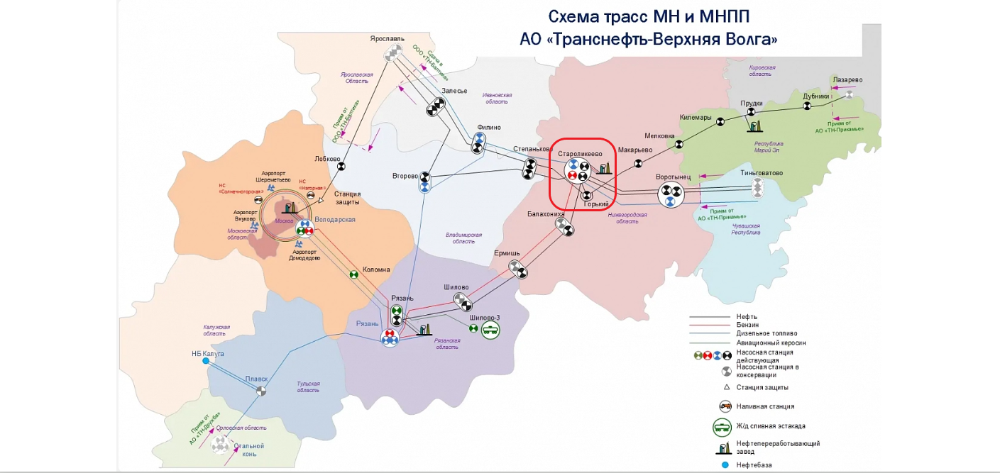 Схема трасс МН и МНПП
АО «Транснефть-Верхняя Волга»
Ярославль
Сдача в
ООО «ТН-Балтика»
Ярославская
Область
Кировская
область
Лазарево
Залесье
Ивановская
область
Дубники
Прудки
Прием от
ООО «ТН-Балтика»
Килемары
Прием от
АО «ТН-Прикамье»
Филино
Мелковка
Республика
Марий Эл
Степаньково
Староликеево
Макарьево
Лобково
Второво
Воротынец
Тиньговатово
Аэропорт
Шереметьево
НС
«Солнечногорская»
НС
«Нагорная»
Станция
защиты
Горький
Прием от
АО «ТН-Прикамье»
Нижегородская
область
Аэропорт
Внуково
Москва
Володарская
Балахониха
Московская
область
Владимирская
область
Чувашская
Республика
Аэропорт
Домодедово
Ермишь
Коломна
Шилово
Рязань
Шилово-3
Рязань
Рязанская
область
Калужская
область
НБ Калуга
Плавск
Тульская
область
Прием от
АО «ТН-Дружба»
Орловская область
Стальной
конь
Нефть
Бензин
Дизельное топливо
Авиационный керосин
Насосная станция
действующая
Насосная станция в
консервации
Станция защиты
Наливная станция
Ж/д сливная эстакада
Нефтеперерабатывающий
завод
Нефтебаза